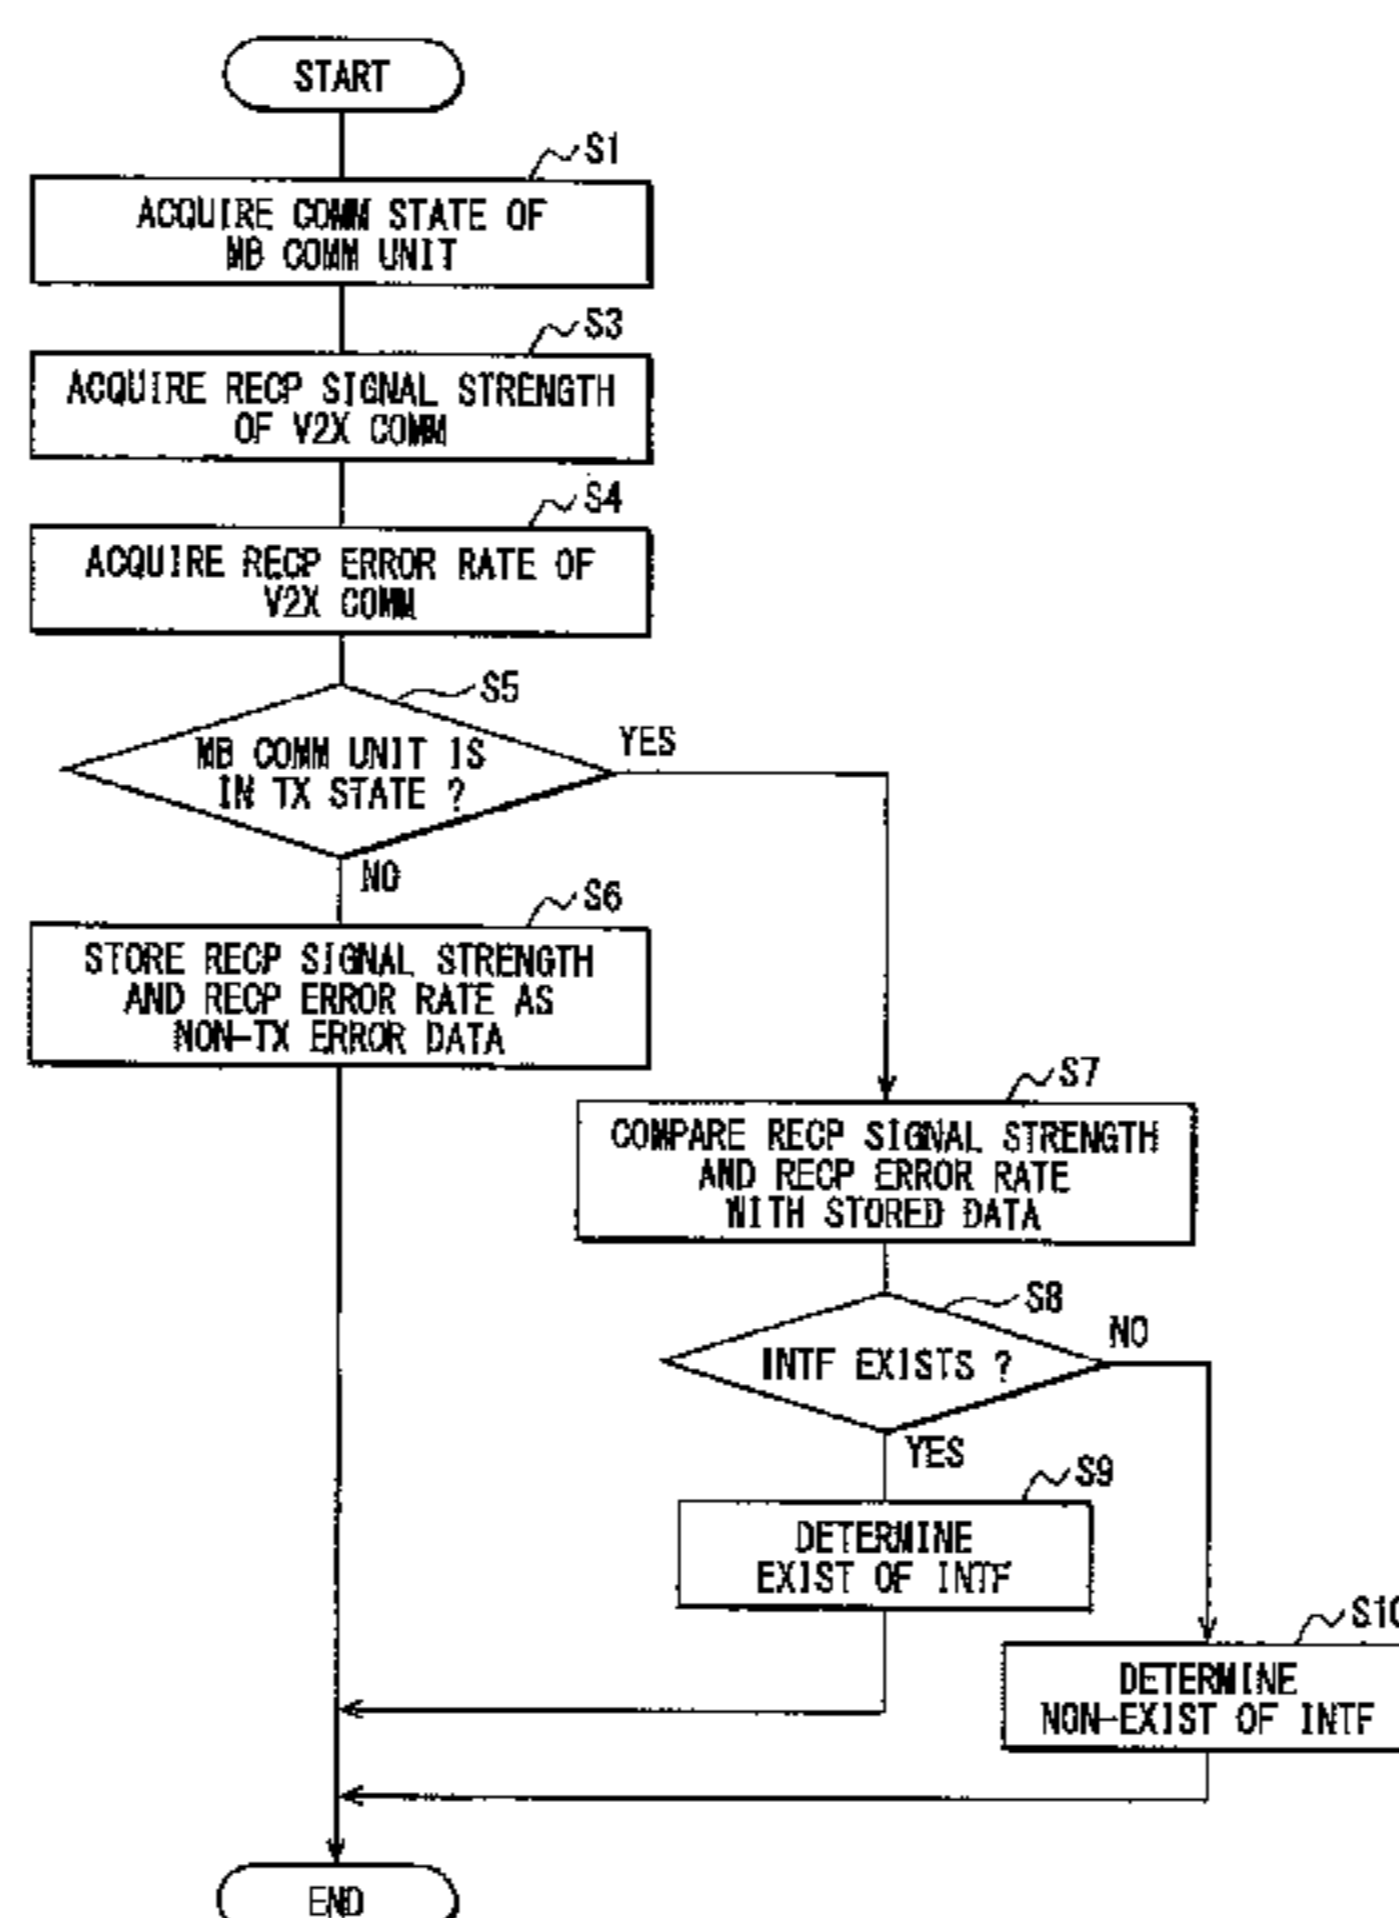 START
S1
ACQUIRE COMM STATE OF
MB COMM UNIT
S3
ACQUIRE RECP SIGNAL STRENGTH
OF V2X COMM
S4
ACQUIRE RECP ERROR RATE OF
V2X COMM
S5
MB COMM UNIT IS
IN TX STATE ?
YES
NO
S6
STORE RECP SIGNAL STRENGTH
AND RECP ERROR RATE AS
NON-TX ERROR DATA
S7
COMPARE RECP SIGNAL STRENGTH
AND RECP ERROR RATE
WITH STORED DATA
S8
INTF EXISTS ?
NO
YES
S9
DETERMINE
EXIST OF INTF
S10
DETERMINE
NON-EXIST OF INTF
END